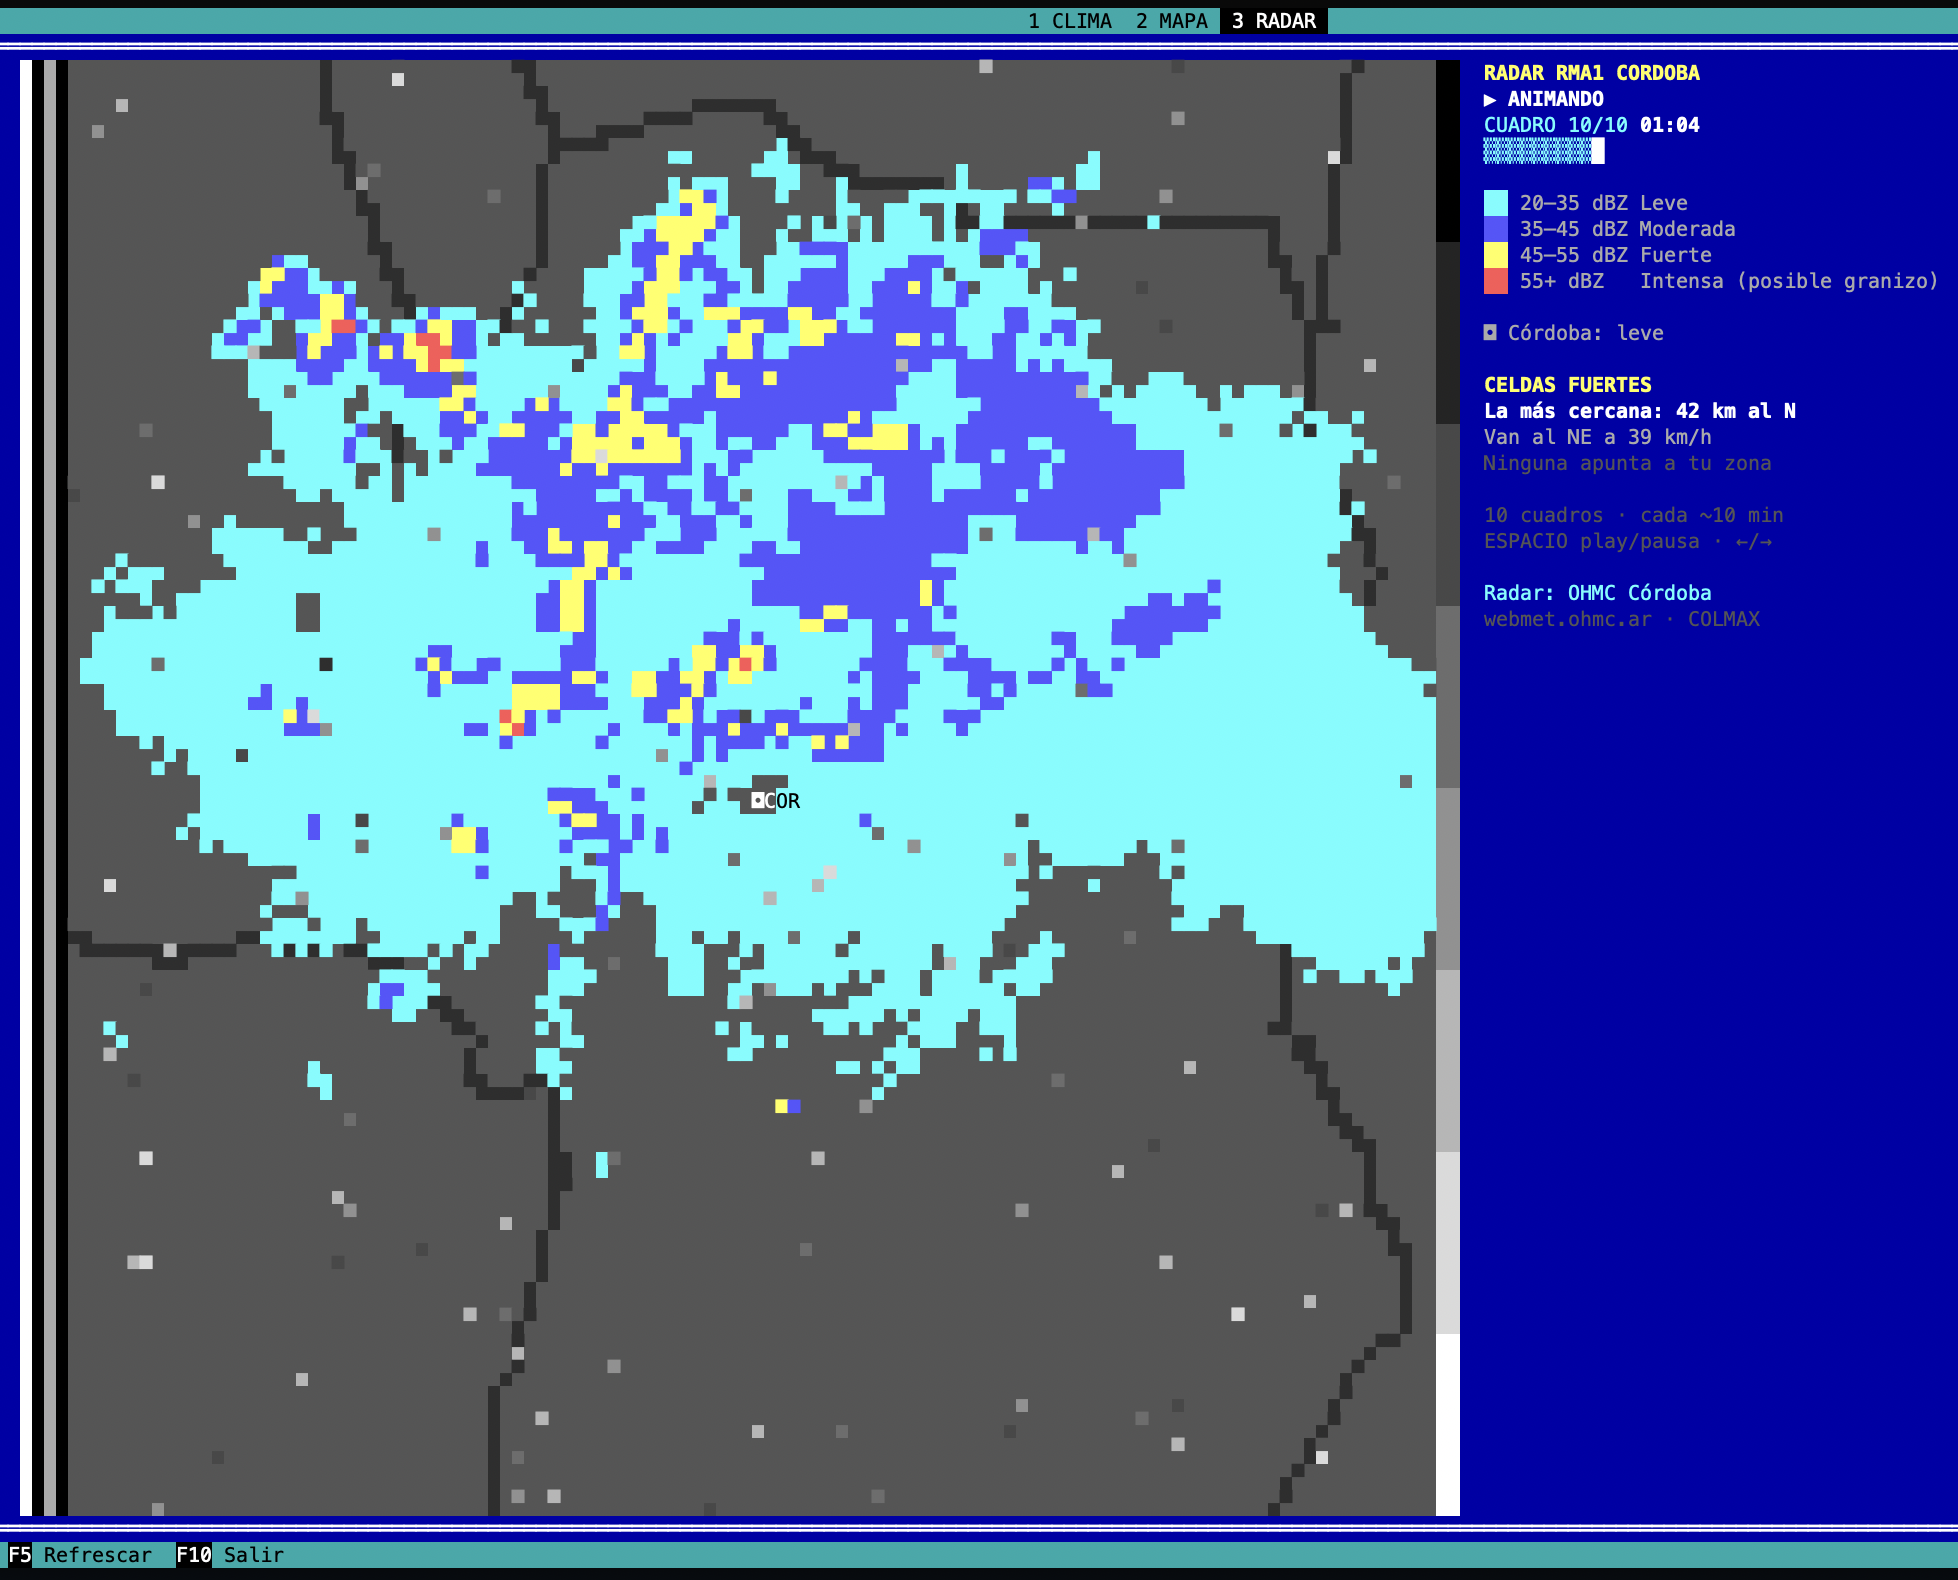 1 CLIMA 2 MAPA 3 RADAR
RADAR RMA1 CORDOBA
▶ ANIMANDO
CUADRO 10/10 01:04
20–35 dBZ Leve
35–45 dBZ Moderada
45–55 dBZ Fuerte
55+ dBZ Intensa (posible granizo)
Córdoba: leve
CELDAS FUERTES
La más cercana: 42 km al N
Van al NE a 39 km/h
Ninguna apunta a tu zona
10 cuadros · cada ~10 min
ESPACIO play/pausa · ←/→
Radar: OHMC Córdoba
webmet.ohmc.ar · COLMAX
COR
F5 Refrescar F10 Salir